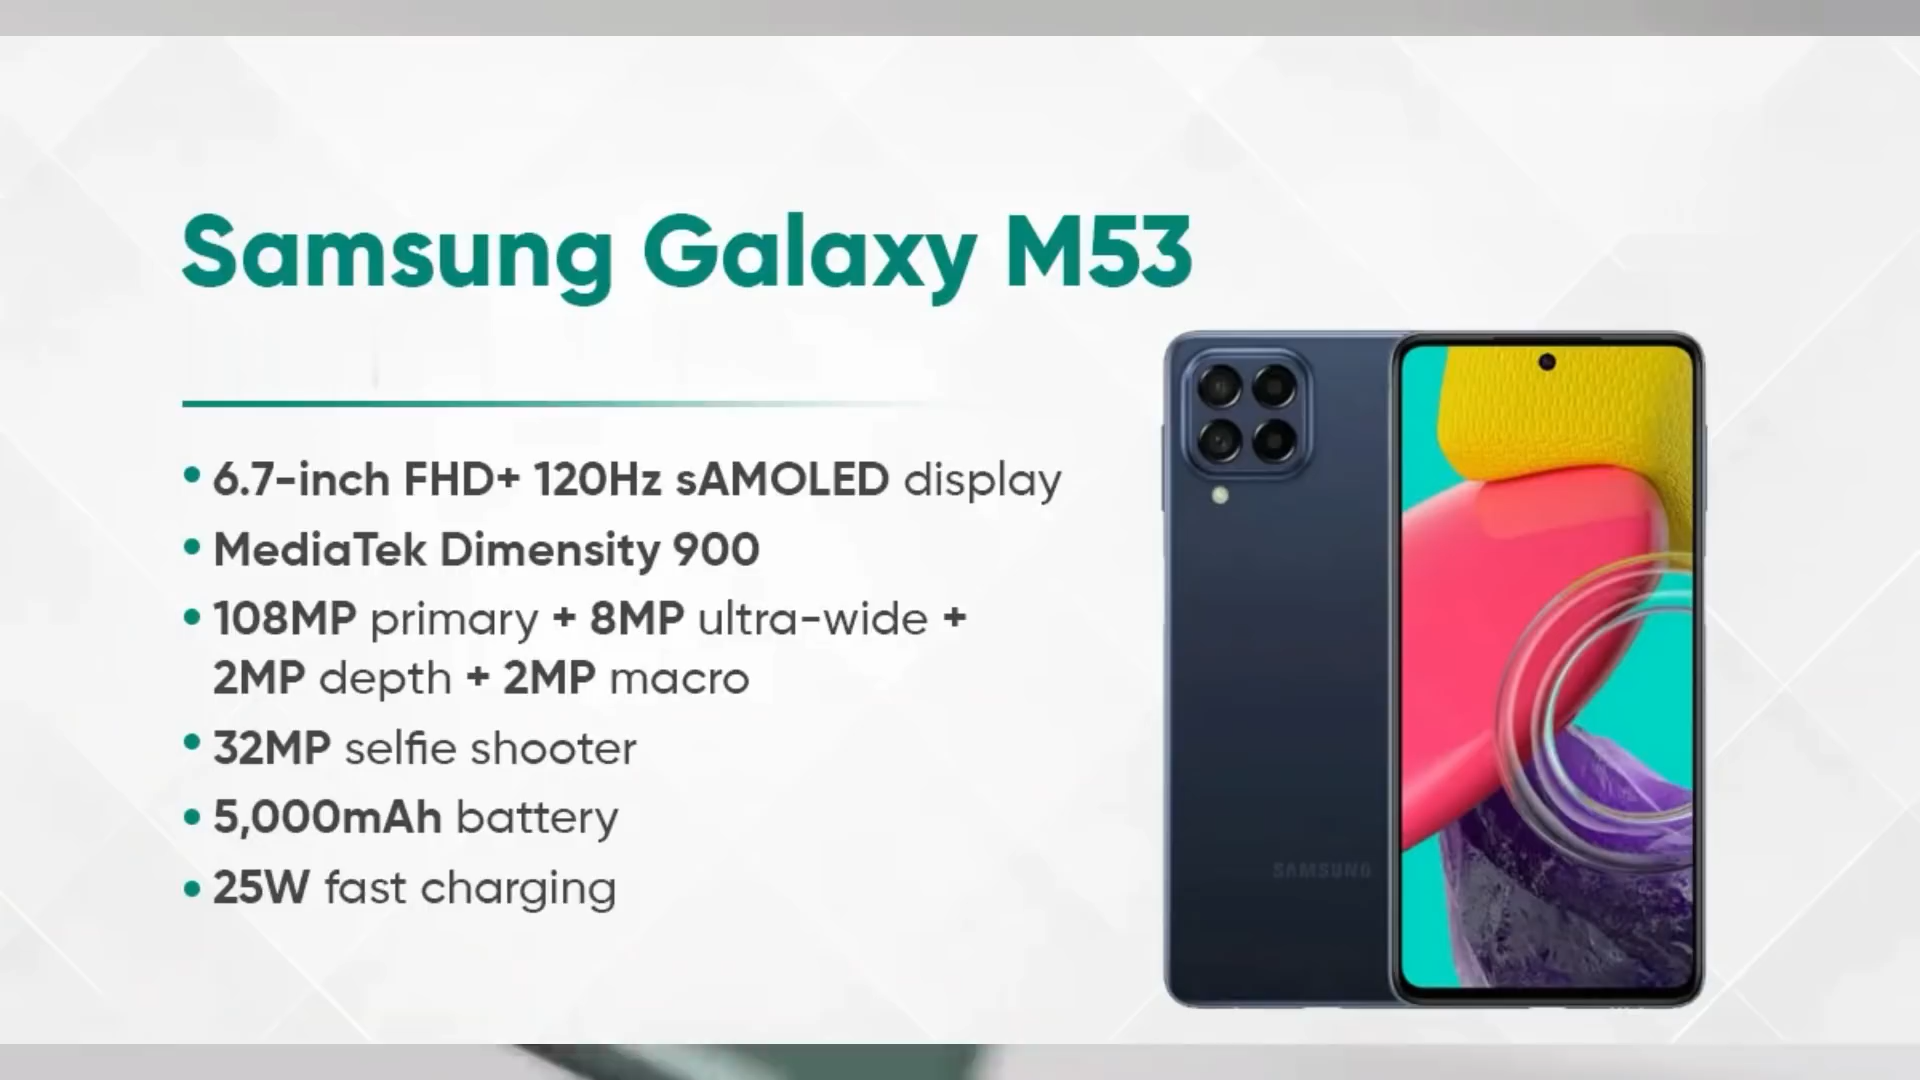 Samsung Galaxy M53
• 6.7-inch FHD+ 120Hz sAMOLED display
• MediaTek Dimensity 900
• 108MP primary + 8MP ultra-wide +
2MP depth + 2MP macro
• 32MP selfie shooter
• 5,000mAh battery
• 25W fast charging
SAMSUNG